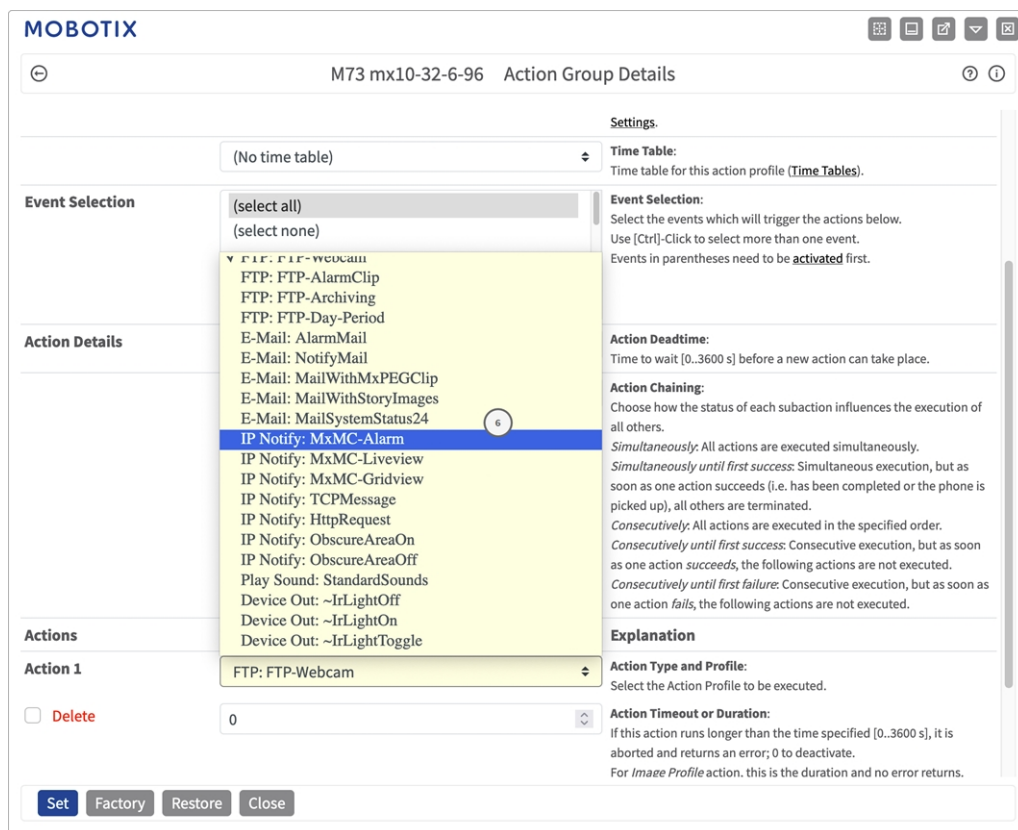 MOBOTIX
M73 mx10-32-6-96 Action Group Details
Settings.
(No time table)
Time Table:
Time table for this action profile (Time Tables).
Event Selection
(select all)
(select none)
Event Selection:
Select the events which will trigger the actions below.
Use [Ctrl]-Click to select more than one event.
Events in parentheses need to be activated first.
FTP: FTP-Webcam
FTP: FTP-AlarmClip
FTP: FTP-Archiving
FTP: FTP-Day-Period
E-Mail: AlarmMail
E-Mail: NotifyMail
E-Mail: MailWithMxPEGClip
E-Mail: MailWithStoryImages
E-Mail: MailSystemStatus24
6
IP Notify: MxMC-Alarm
IP Notify: MxMC-Liveview
IP Notify: MxMC-Gridview
IP Notify: TCPMessage
IP Notify: HttpRequest
IP Notify: ObscureAreaOn
IP Notify: ObscureAreaOff
Play Sound: StandardSounds
Device Out: ~IrLightOff
Device Out: ~IrLightOn
Device Out: ~IrLightToggle
Action Details
Action Deadtime:
Time to wait [0..3600 s] before a new action can take place.
Action Chaining:
Choose how the status of each subaction influences the execution of
all others.
Simultaneously: All actions are executed simultaneously.
Simultaneously until first success: Simultaneous execution, but as
soon as one action succeeds (i.e. has been completed or the phone is
picked up), all others are terminated.
Consecutively: All actions are executed in the specified order.
Consecutively until first success: Consecutive execution, but as soon
as one action succeeds, the following actions are not executed.
Consecutively until first failure: Consecutive execution, but as soon as
one action fails, the following actions are not executed.
Actions
Explanation
Action 1
FTP: FTP-Webcam
Action Type and Profile:
Select the Action Profile to be executed.
Delete
0
Action Timeout or Duration:
If this action runs longer than the time specified [0..3600 s], it is
aborted and returns an error; 0 to deactivate.
For Image Profile action, this is the duration and no error returns.
Set Factory Restore Close